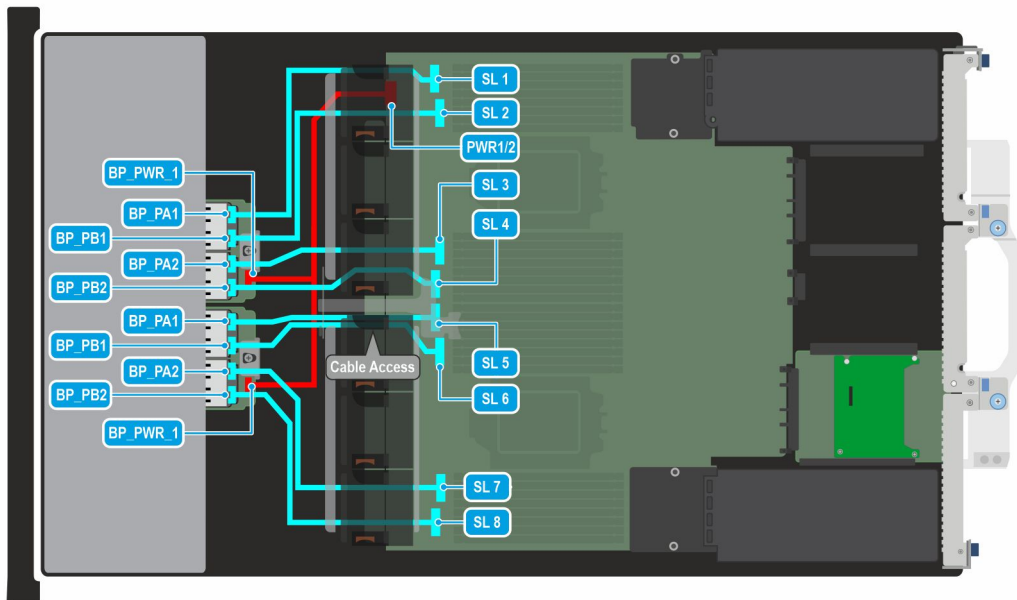 SL 1
SL 2
PWR1/2
BP_PWR_1
SL 3
BP_PA1
SL 4
BP_PB1
BP_PA2
BP_PB2
BP_PA1
BP_PB1
SL 5
Cable Access
BP_PA2
BP_PB2
SL 6
BP_PWR_1
SL 7
SL 8